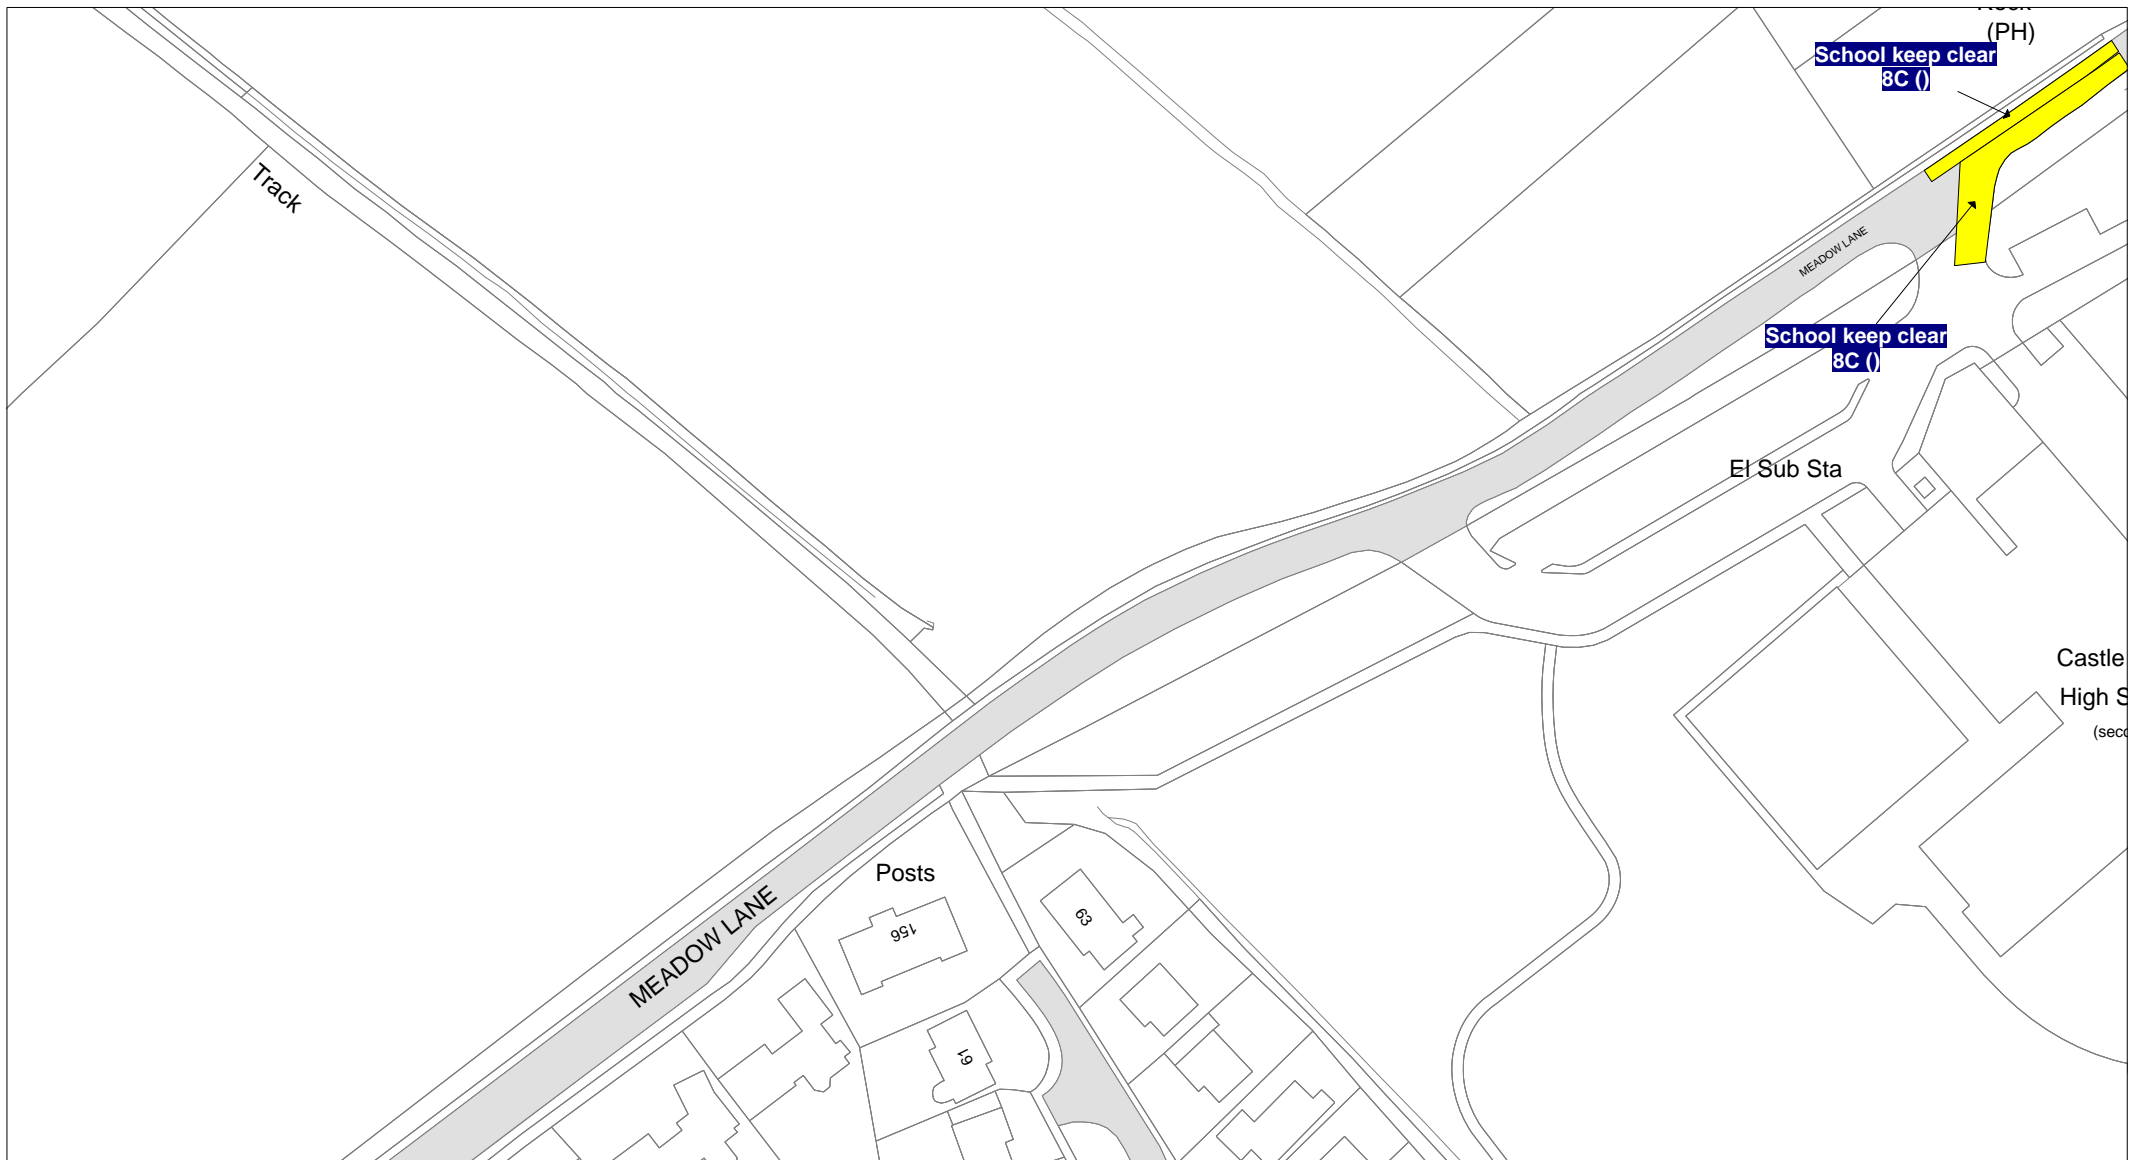 (PH)
School keep clear
8C ()
Track
MEADOW LANE
School keep clear
8C ()
El Sub Sta
Castle
High S
(seco
Posts
63
156
MEADOW LANE
61